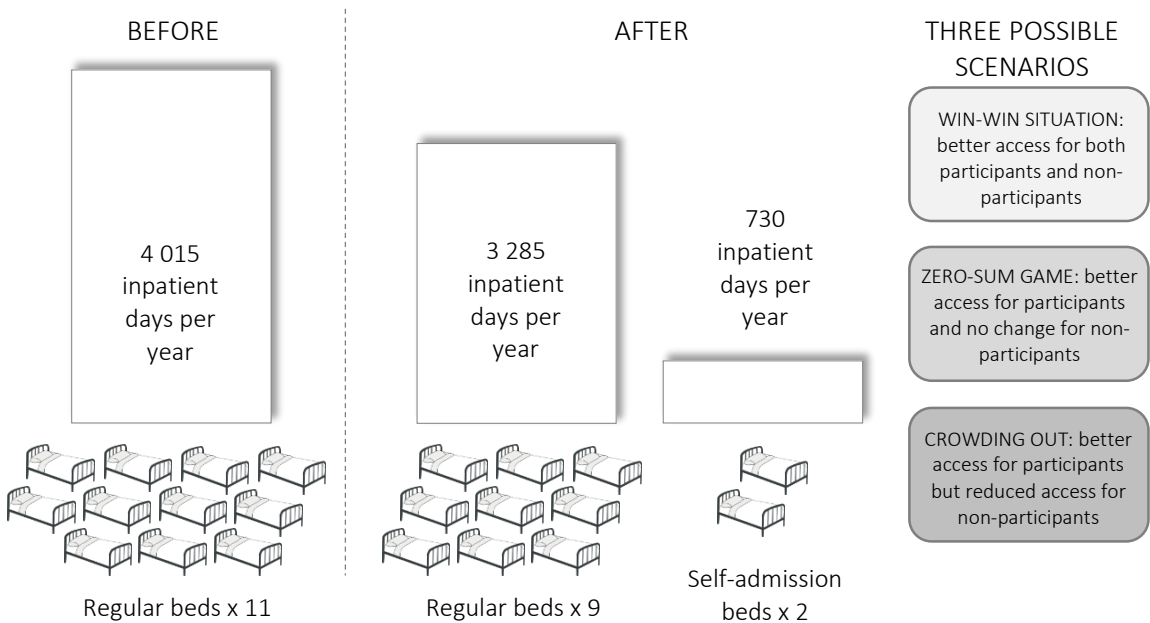 BEFORE
4 015
inpatient
days per
year
Regular beds x 11
AFTER
3 285
inpatient
days per
year
Regular beds x 9
730
inpatient
days per
year
Self-admission
beds x 2
THREE POSSIBLE
SCENARIOS
WIN-WIN SITUATION:
better access for both
participants and non-
participants
ZERO-SUM GAME: better
access for participants
and no change for non-
participants
CROWDING OUT: better
access for participants
but reduced access for
non-participants